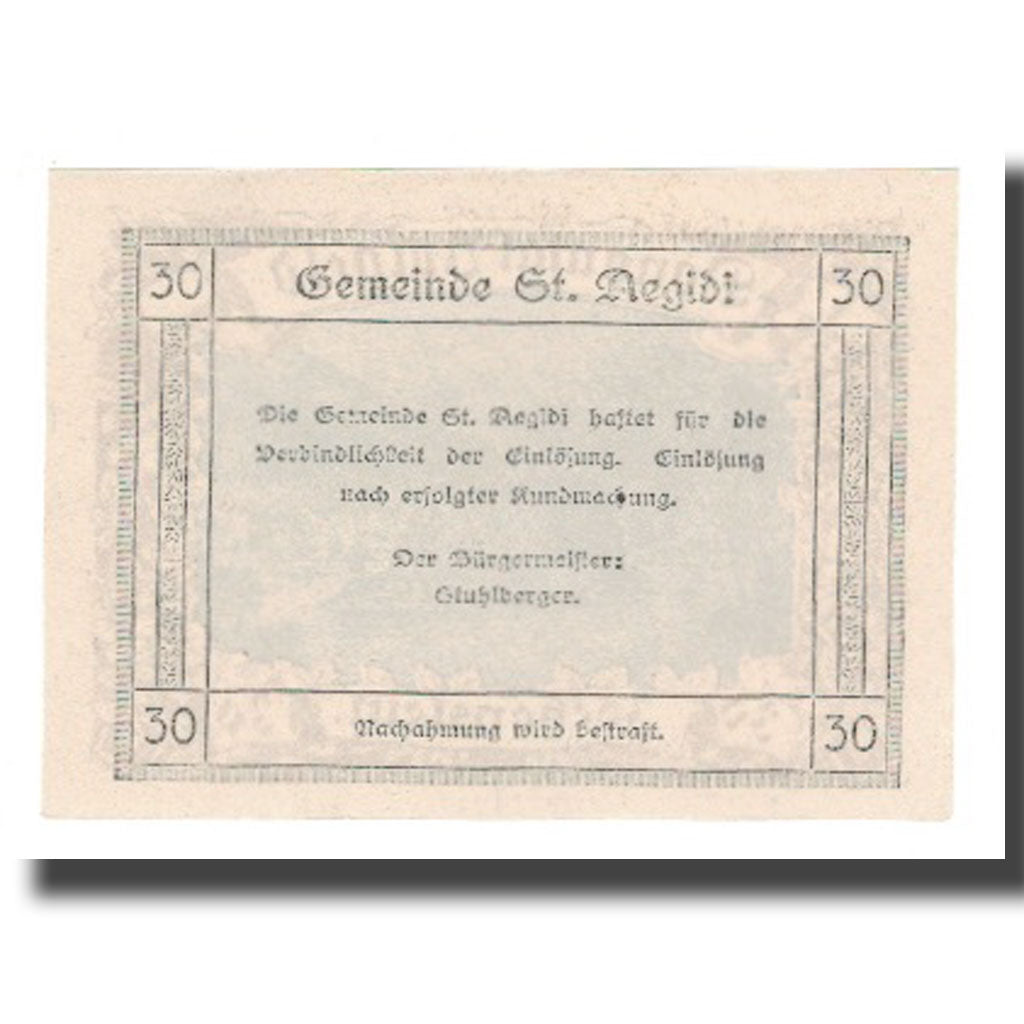 30 Gemeinde St. Aegidi 30
Die Gemeinde St. Aegidi haftet für die
Verbindlichkeit der Einlösung. Einlösung
nach erfolgter Kundmachung.
Der Bürgermeister:
Stuhlberger.
30 Nachahmung wird bestraft. 30